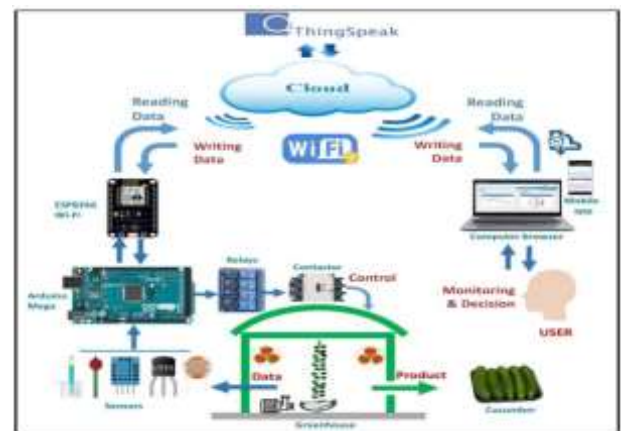 ThingSpeak
Cloud
Reading
Data
Writing
Data
WiFi
Reading
Data
Writing
Data
ESP8266
Wi-Fi
Mobile
Computer Browser
Relays
Contactor
Control
Arduino
Mega
Monitoring
& Decision
USER
Data
Product
Sensors
Greenhouse
Cucumber